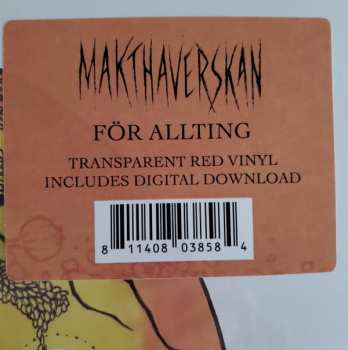 MAKTHAVERSKAN
FÖR ALLTING
TRANSPARENT RED VINYL
INCLUDES DIGITAL DOWNLOAD
8 11408 03858 4